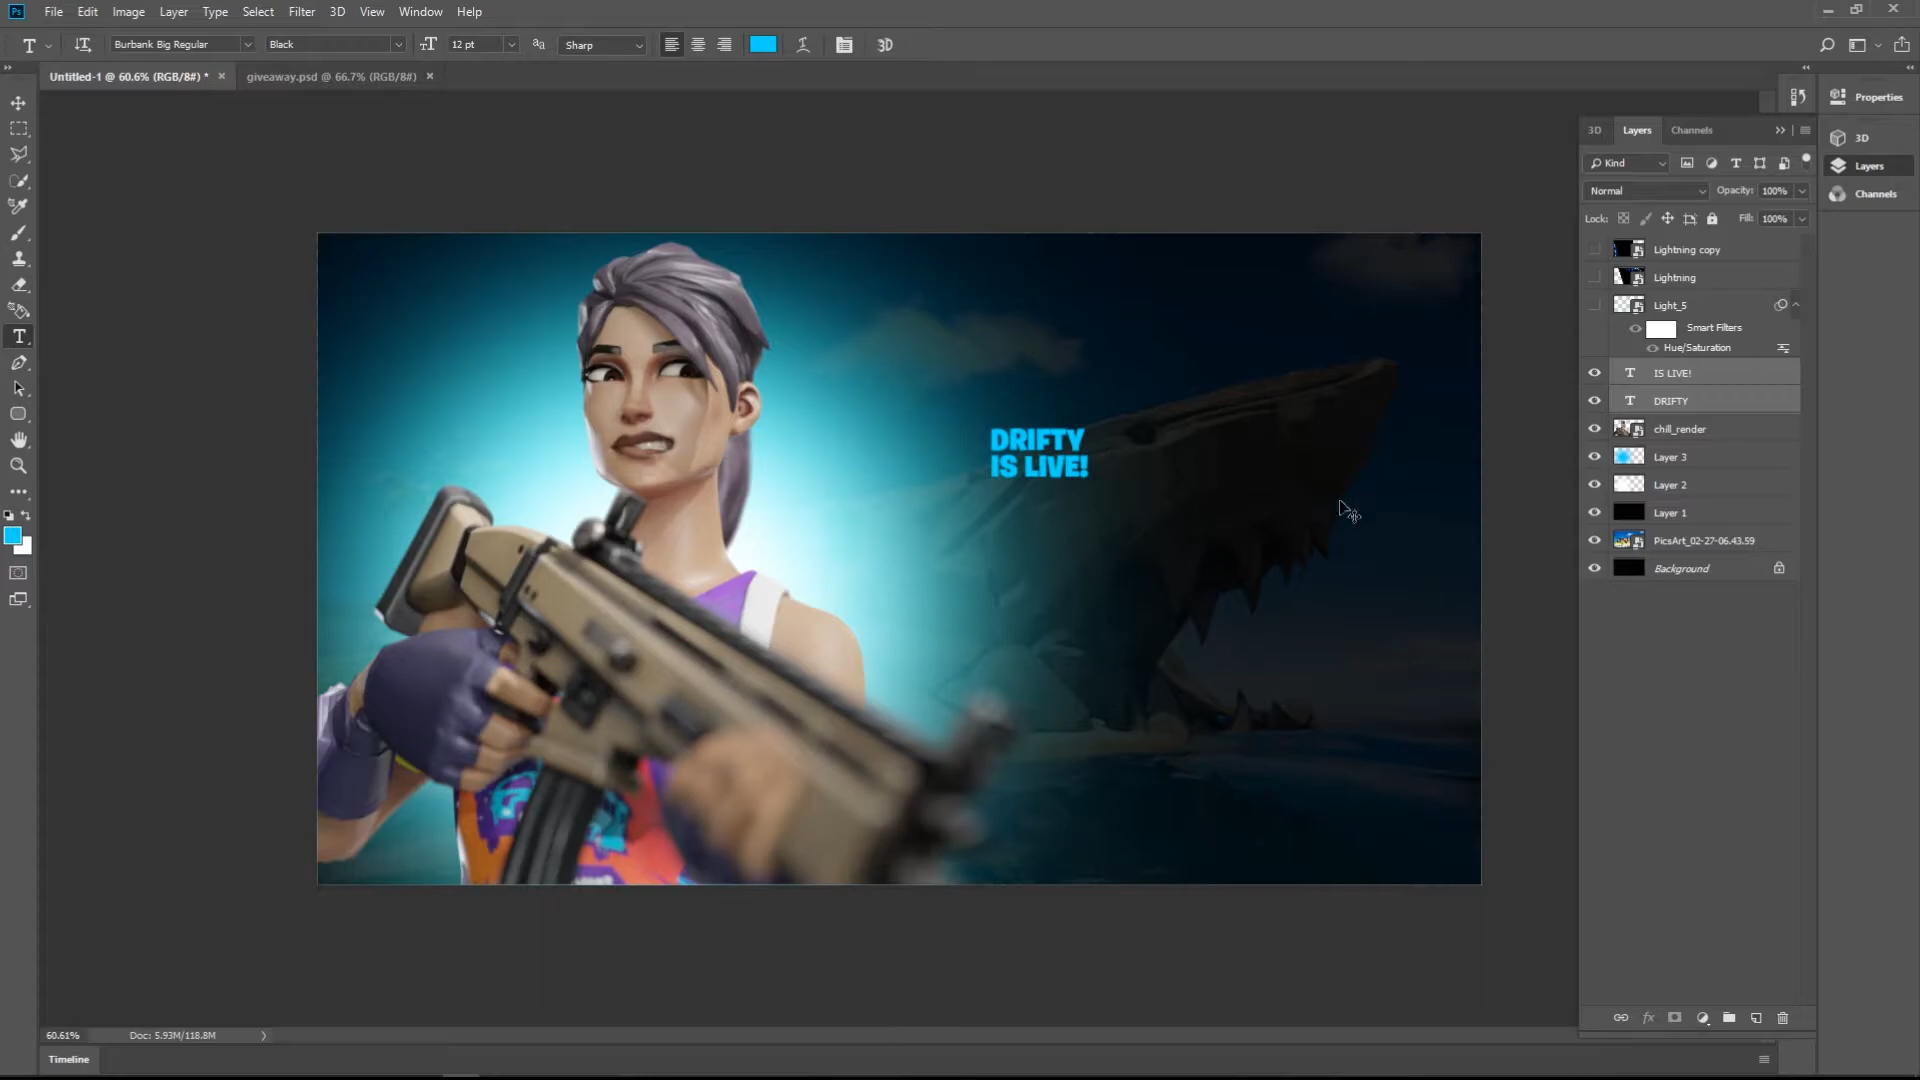 Ps File Edit Image Layer Type Select Filter 3D View Window Help
T Burbank Big Regular Black 12 pt aa Sharp 3D
Untitled-1 @ 60.6% (RGB/8#) * × giveaway.psd @ 66.7% (RGB/8#) ×
Properties
3D Layers Channels
3D
Layers
Channels
Kind
Normal Opacity: 100%
Lock: Fill: 100%
Lightning copy
Lightning
Light_5
Smart Filters
Hue/Saturation
T IS LIVE!
T DRIFTY
chill_render
Layer 3
Layer 2
Layer 1
PicsArt_02-27-06.43.59
Background
DRIFTY
IS LIVE!
fx
60.61% Doc: 5.93M/118.8M
Timeline